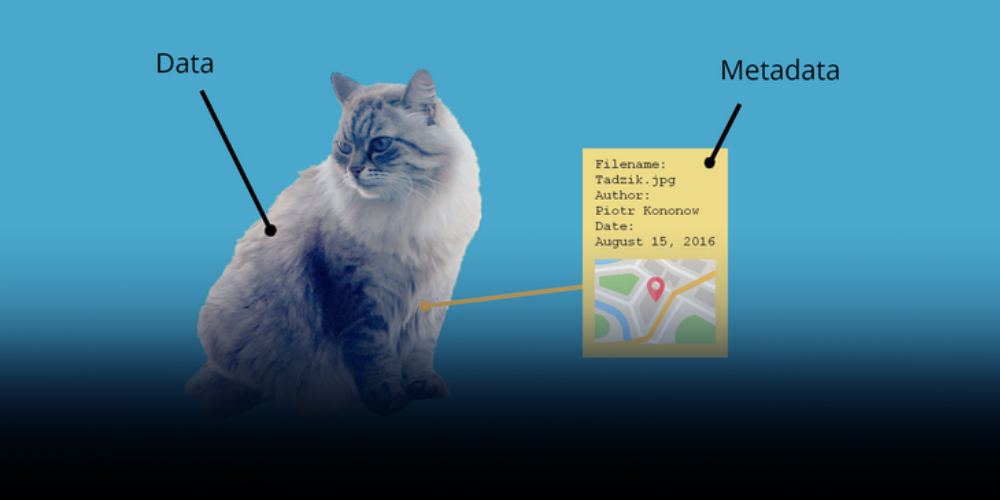 Data
Metadata
Filename:
Tadzik.jpg
Author:
Piotr Kononow
Date:
August 15, 2016